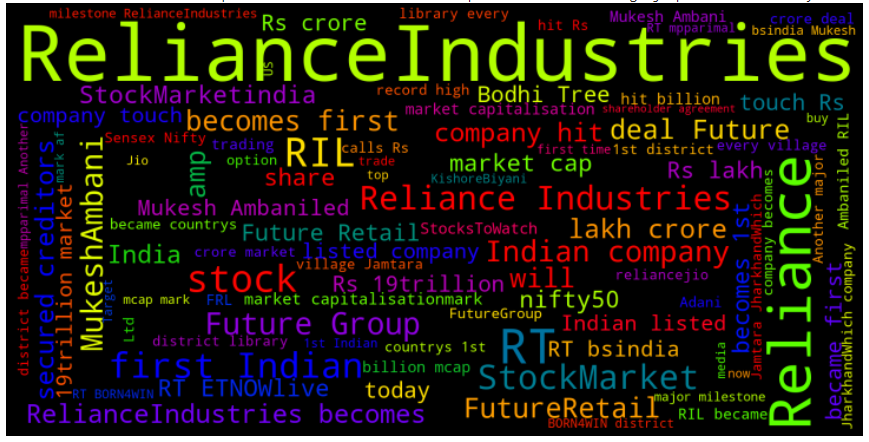 milestone RelianceIndustries
Rs crore
library every
hit Rs
Mukesh Ambani
RT mpparimal
crore deal
bsindia Mukesh
RelianceIndustries
US
StockMarketindia
record high
Bodhi Tree
hit billion
touch Rs
company touch
becomes first
market capitalisation
shareholder agreement
company hit
deal Future
buy
Sensex Nifty
trading
RIL
calls Rs
first time
1st district
every village
Jio
amp
option
trade
top
market cap
Rs lakh
share
KishoreBiyani
Reliance Industries
Mukesh Ambaniled
became countrys
Future Retail
StocksToWatch
lakh crore
India
crore market
listed company
Indian company
village Jamtara
stock
Rs 19trillion
will
reliancejio
mcap mark
FRL
market capitalisationmark
nifty50
Adani
Target
Ltd
Future Group
FutureGroup
Indian listed
district library
1st Indian
countrys 1st
RT
RT bsindia
media
first Indian
billion mcap
StockMarket
now
RT BORN4WIN
RT ETNOWlive
today
FutureRetail
major milestone
RIL became
RelianceIndustries becomes
BORN4WIN district
district becamempparimal Another
secured creditors
mark af
19trillion market
MukeshAmbani
becomes 1st
Jamtara JharkhandWhich
company becomes
Reliance
Another major
became first
JharkhandWhich company
Ambaniled RIL